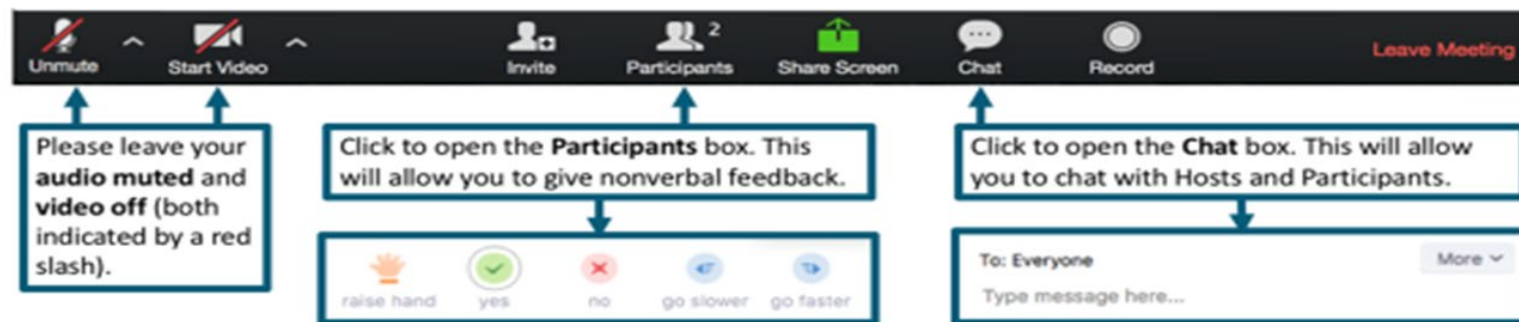 Unmute
Start Video
Invite
Participants
2
Share Screen
Chat
Record
Leave Meeting
Please leave your
audio muted and
video off (both
indicated by a red
slash).
Click to open the Participants box. This
will allow you to give nonverbal feedback.
raise hand
yes
no
go slower
go faster
Click to open the Chat box. This will allow
you to chat with Hosts and Participants.
To: Everyone
More
Type message here...